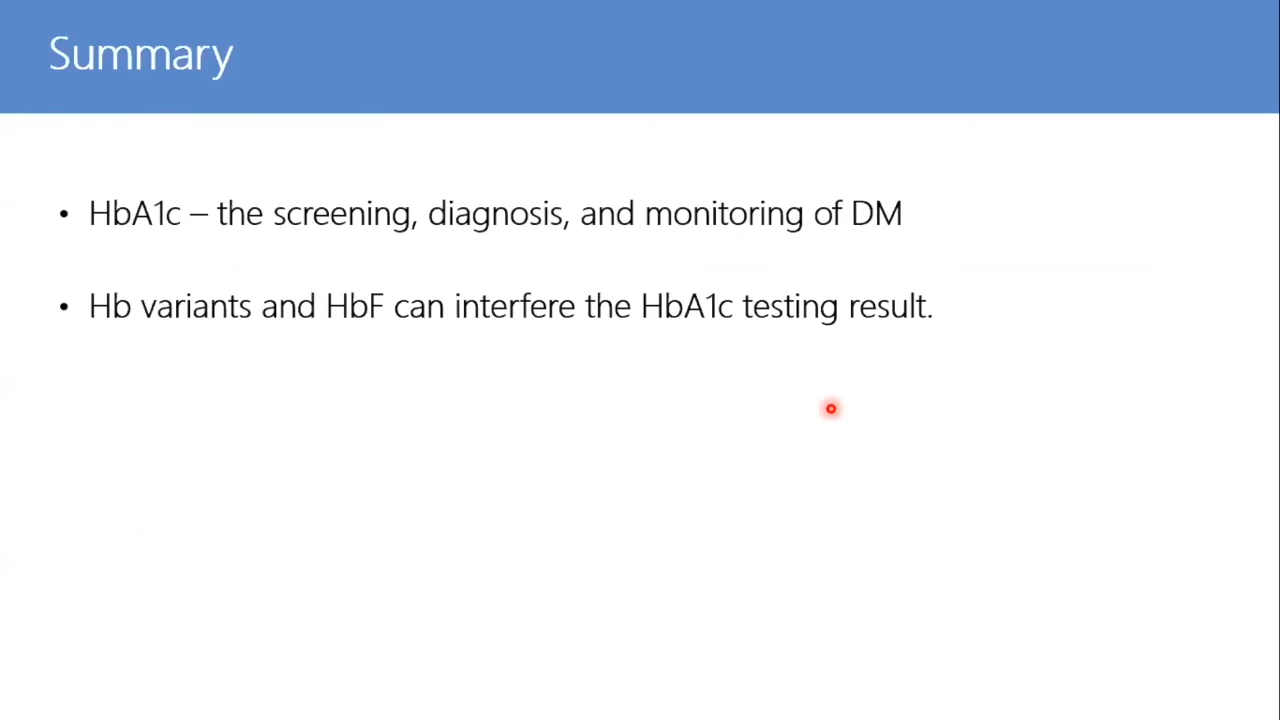 Summary
• HbA1c – the screening, diagnosis, and monitoring of DM
• Hb variants and HbF can interfere the HbA1c testing result.